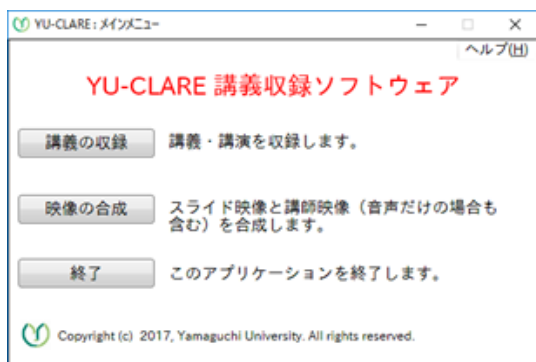 YU-CLARE : メインメニュー
ヘルプ(H)
YU-CLARE 講義収録ソフトウェア
講義の収録 講義・講演を収録します。
映像の合成 スライド映像と講師映像（音声だけの場合も
含む）を合成します。
終了 このアプリケーションを終了します。
Copyright (c) 2017, Yamaguchi University. All rights reserved.